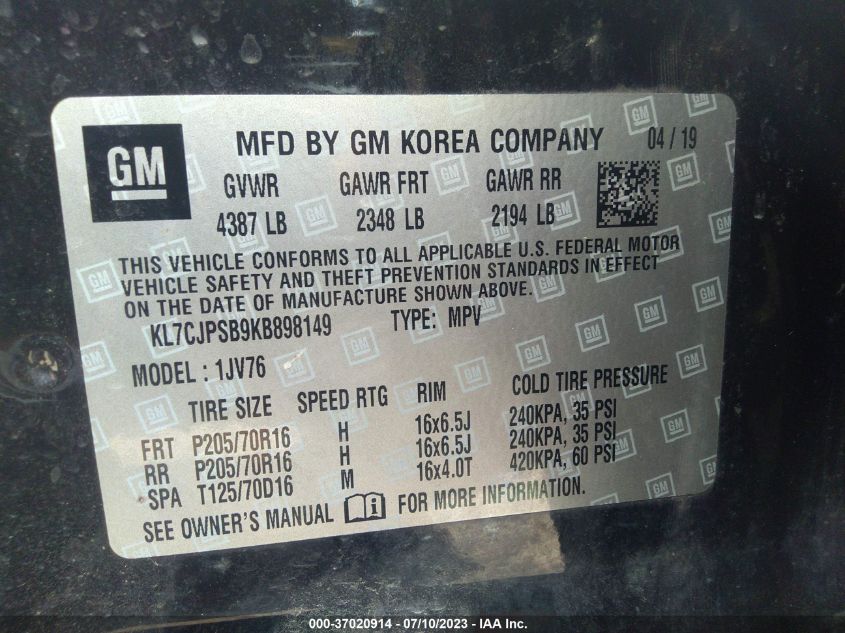 GM
MFD BY GM KOREA COMPANY 04 / 19
GVWR GAWR FRT GAWR RR
4387 LB 2348 LB 2194 LB
THIS VEHICLE CONFORMS TO ALL APPLICABLE U.S. FEDERAL MOTOR
VEHICLE SAFETY AND THEFT PREVENTION STANDARDS IN EFFECT
ON THE DATE OF MANUFACTURE SHOWN ABOVE.
KL7CJPSB9KB898149 TYPE: MPV
MODEL : 1JV76
TIRE SIZE SPEED RTG RIM COLD TIRE PRESSURE
FRT P205/70R16 H 16x6.5J 240KPA, 35 PSI
RR P205/70R16 H 16x6.5J 240KPA, 35 PSI
SPA T125/70D16 M 16x4.0T 420KPA, 60 PSI
SEE OWNER'S MANUAL FOR MORE INFORMATION.
000-37020914 - 07/10/2023 - IAA Inc.